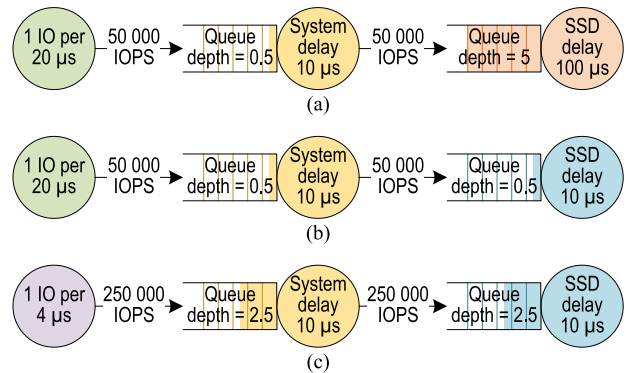 1 IO per
20 µs
50 000
IOPS
Queue
depth = 0.5
System
delay
10 µs
50 000
IOPS
Queue
depth = 5
SSD
delay
100 µs
(a)
1 IO per
20 µs
50 000
IOPS
Queue
depth = 0.5
System
delay
10 µs
50 000
IOPS
Queue
depth = 0.5
SSD
delay
10 µs
(b)
1 IO per
4 µs
250 000
IOPS
Queue
depth = 2.5
System
delay
10 µs
250 000
IOPS
Queue
depth = 2.5
SSD
delay
10 µs
(c)